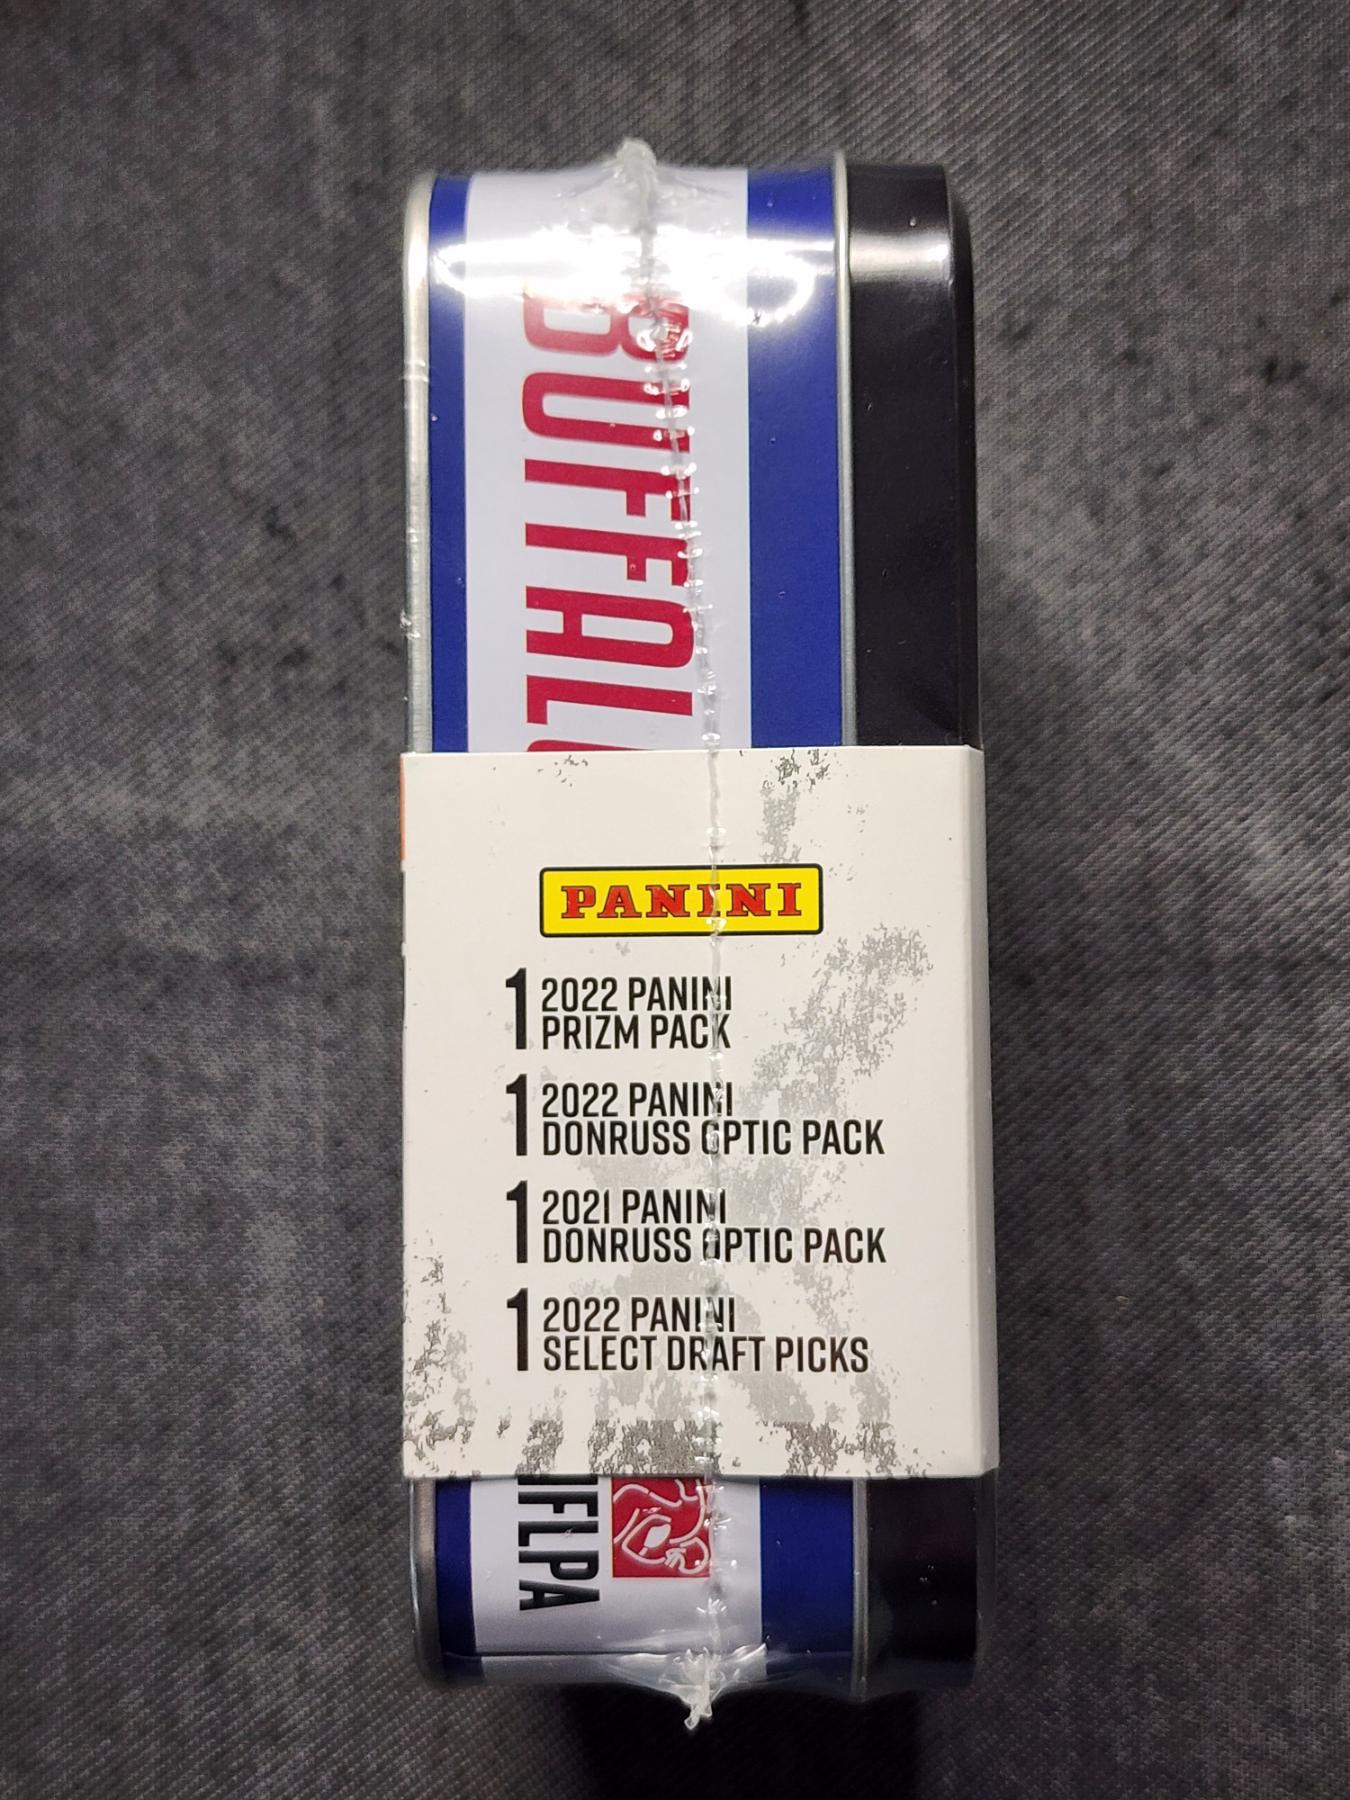 BUFFALO
PANINI
1 2022 PANINI
PRIZM PACK
1 2022 PANINI
DONRUSS OPTIC PACK
1 2021 PANINI
DONRUSS OPTIC PACK
1 2022 PANINI
SELECT DRAFT PICKS
NFLPA